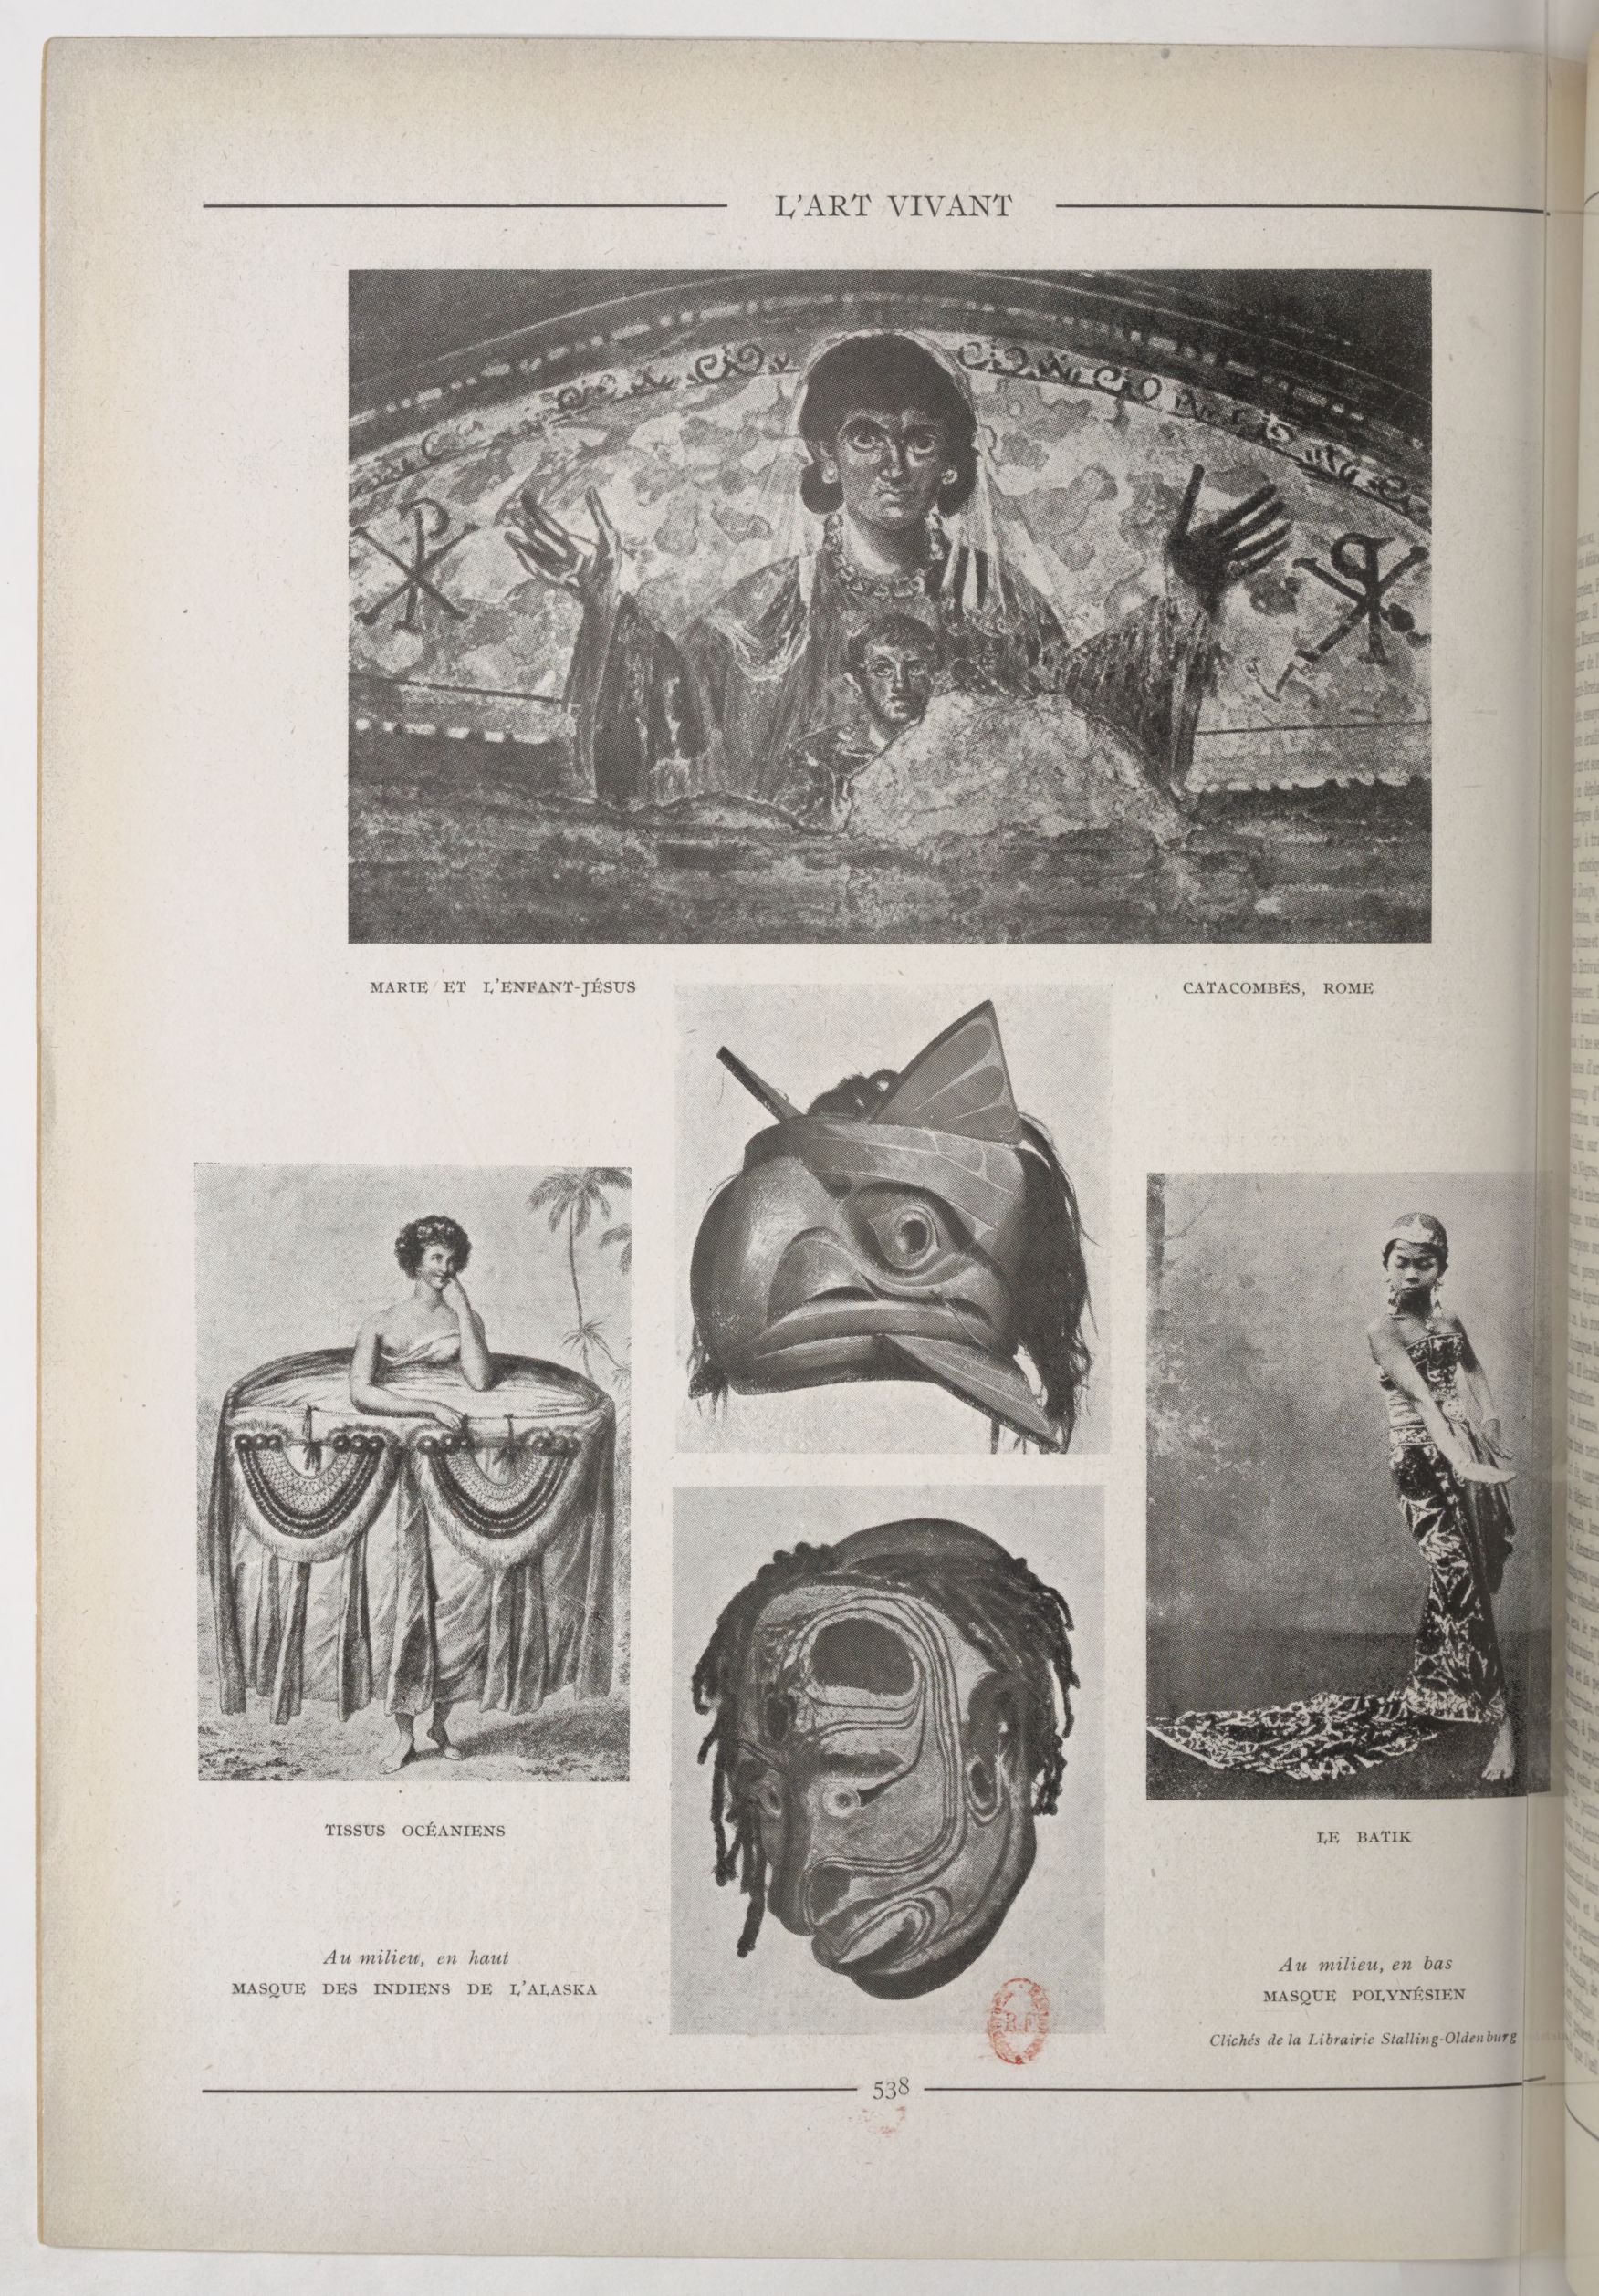 L'ART VIVANT
MARIE ET L'ENFANT-JÉSUS
CATACOMBES, ROME
TISSUS OCÉANIENS
LE BATIK
Au milieu, en haut
MASQUE DES INDIENS DE L'ALASKA
Au milieu, en bas
MASQUE POLYNÉSIEN
Clichés de la Librairie Stalling-Oldenburg
R.F.
538